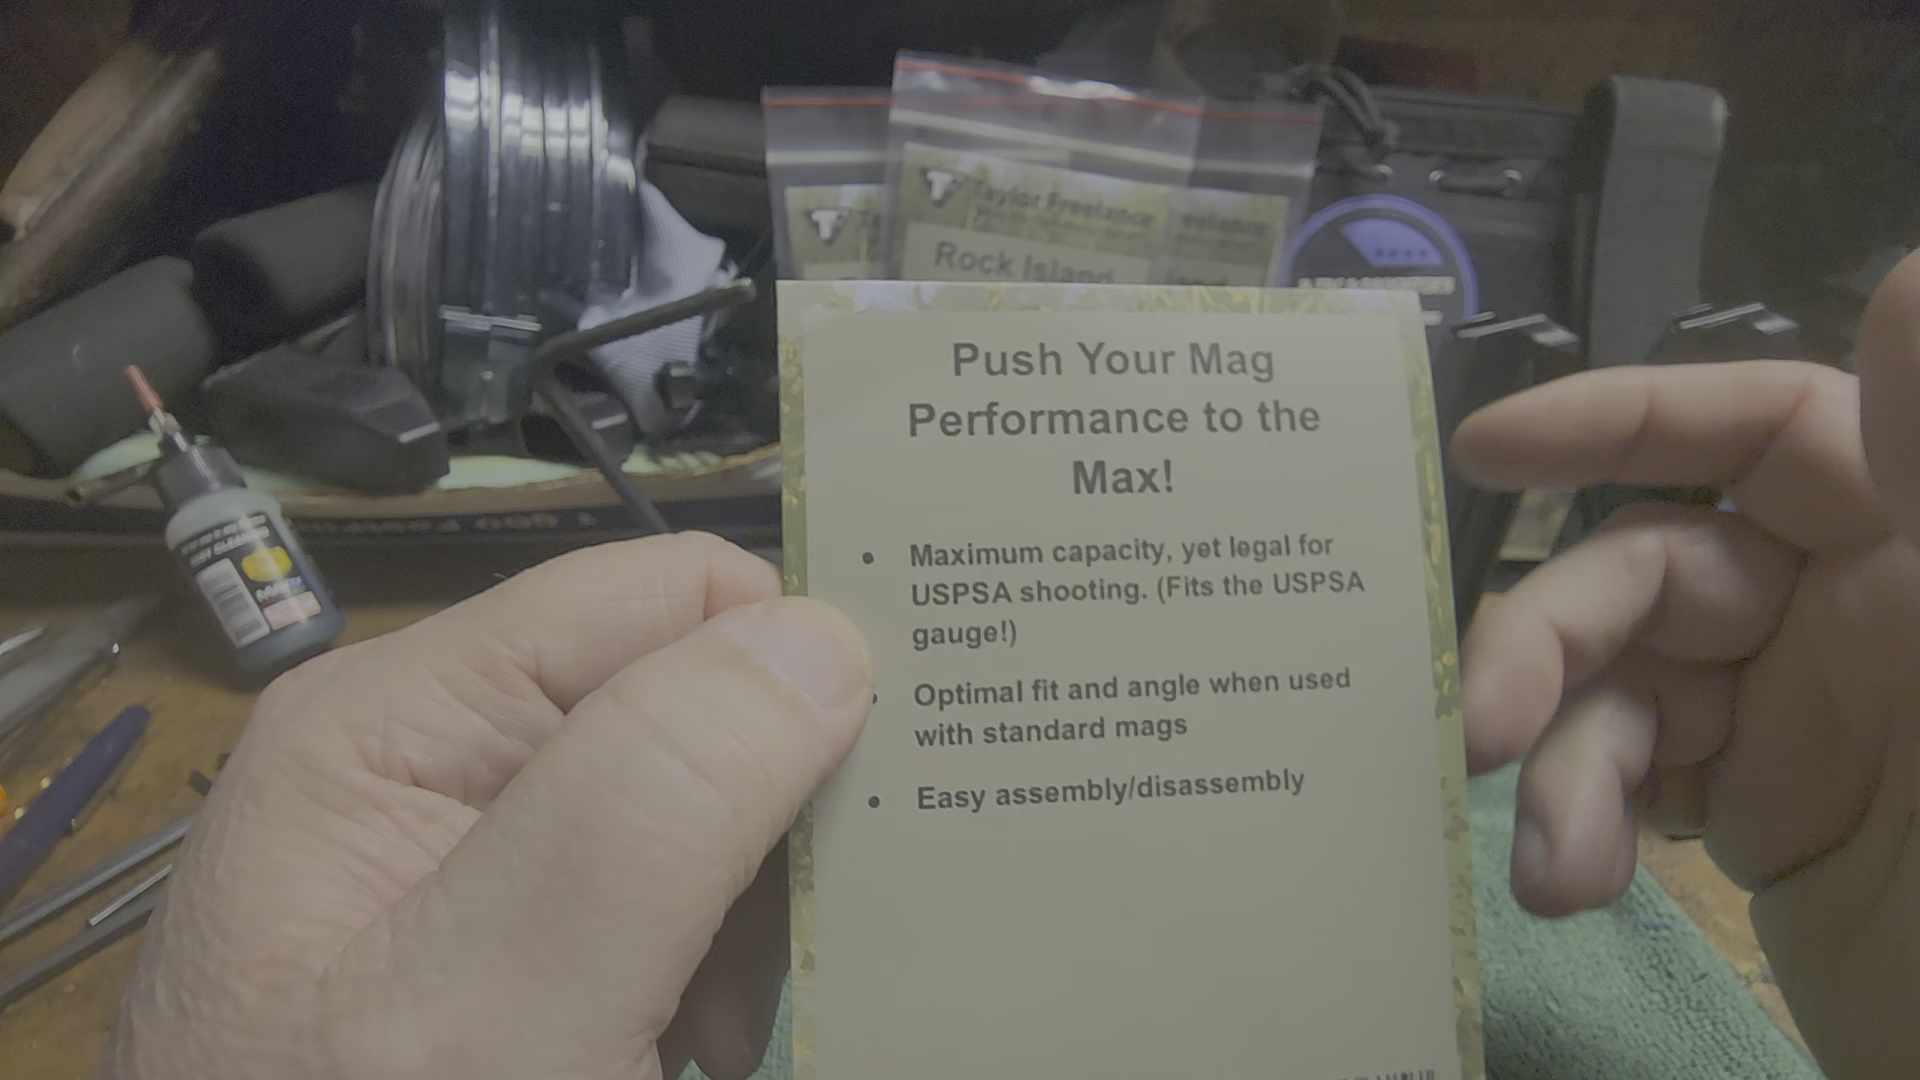 Taylor Freelance
eelance
Rock Island
Push Your Mag
Performance to the
Max!
• Maximum capacity, yet legal for
USPSA shooting. (Fits the USPSA
gauge!)
• Optimal fit and angle when used
with standard mags
• Easy assembly/disassembly